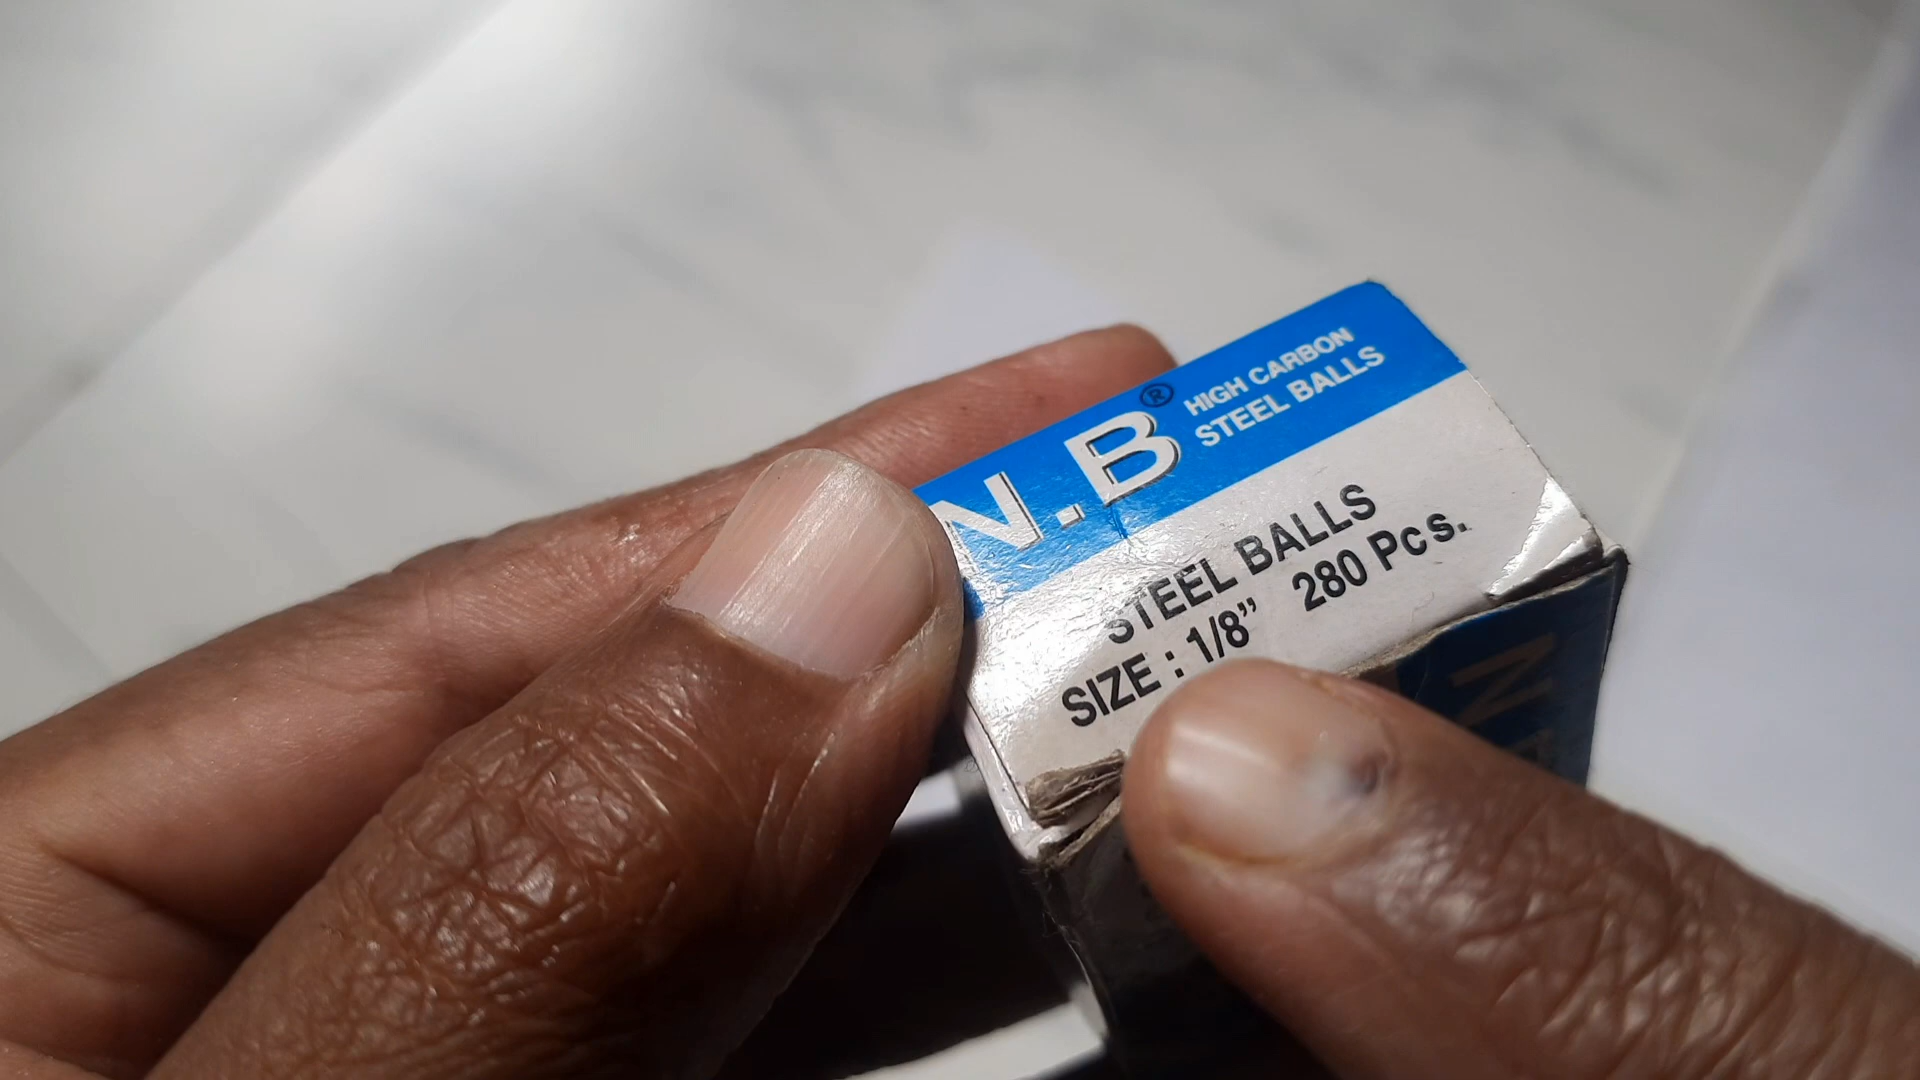 N.B®
HIGH CARBON
STEEL BALLS
STEEL BALLS
SIZE : 1/8” 280 Pcs.